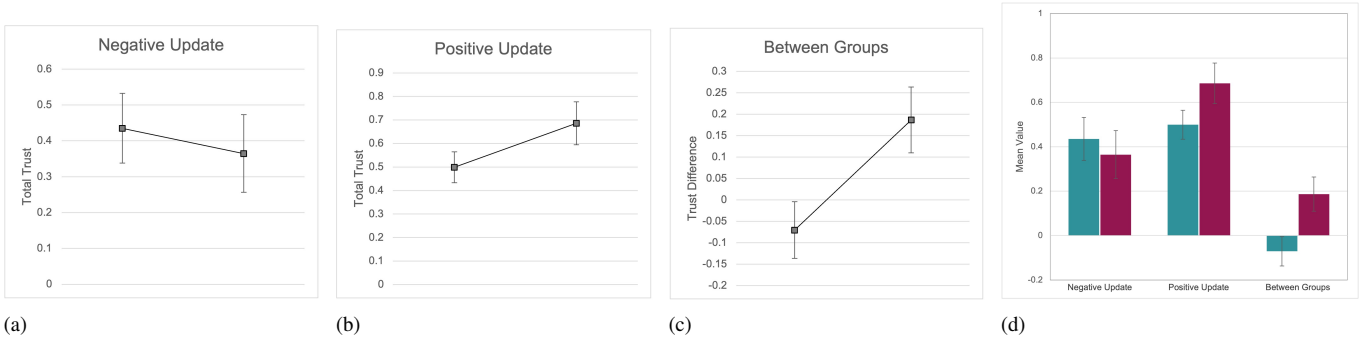 Negative Update
Total Trust
0.6
0.5
0.4
0.3
0.2
0.1
0
(a)
Positive Update
Total Trust
0.9
0.8
0.7
0.6
0.5
0.4
0.3
0.2
0.1
0
(b)
Between Groups
Trust Difference
0.3
0.25
0.2
0.15
0.1
0.05
0
-0.05
-0.1
-0.15
-0.2
(c)
Mean Value
1
0.8
0.6
0.4
0.2
0
-0.2
Negative Update Positive Update Between Groups
(d)